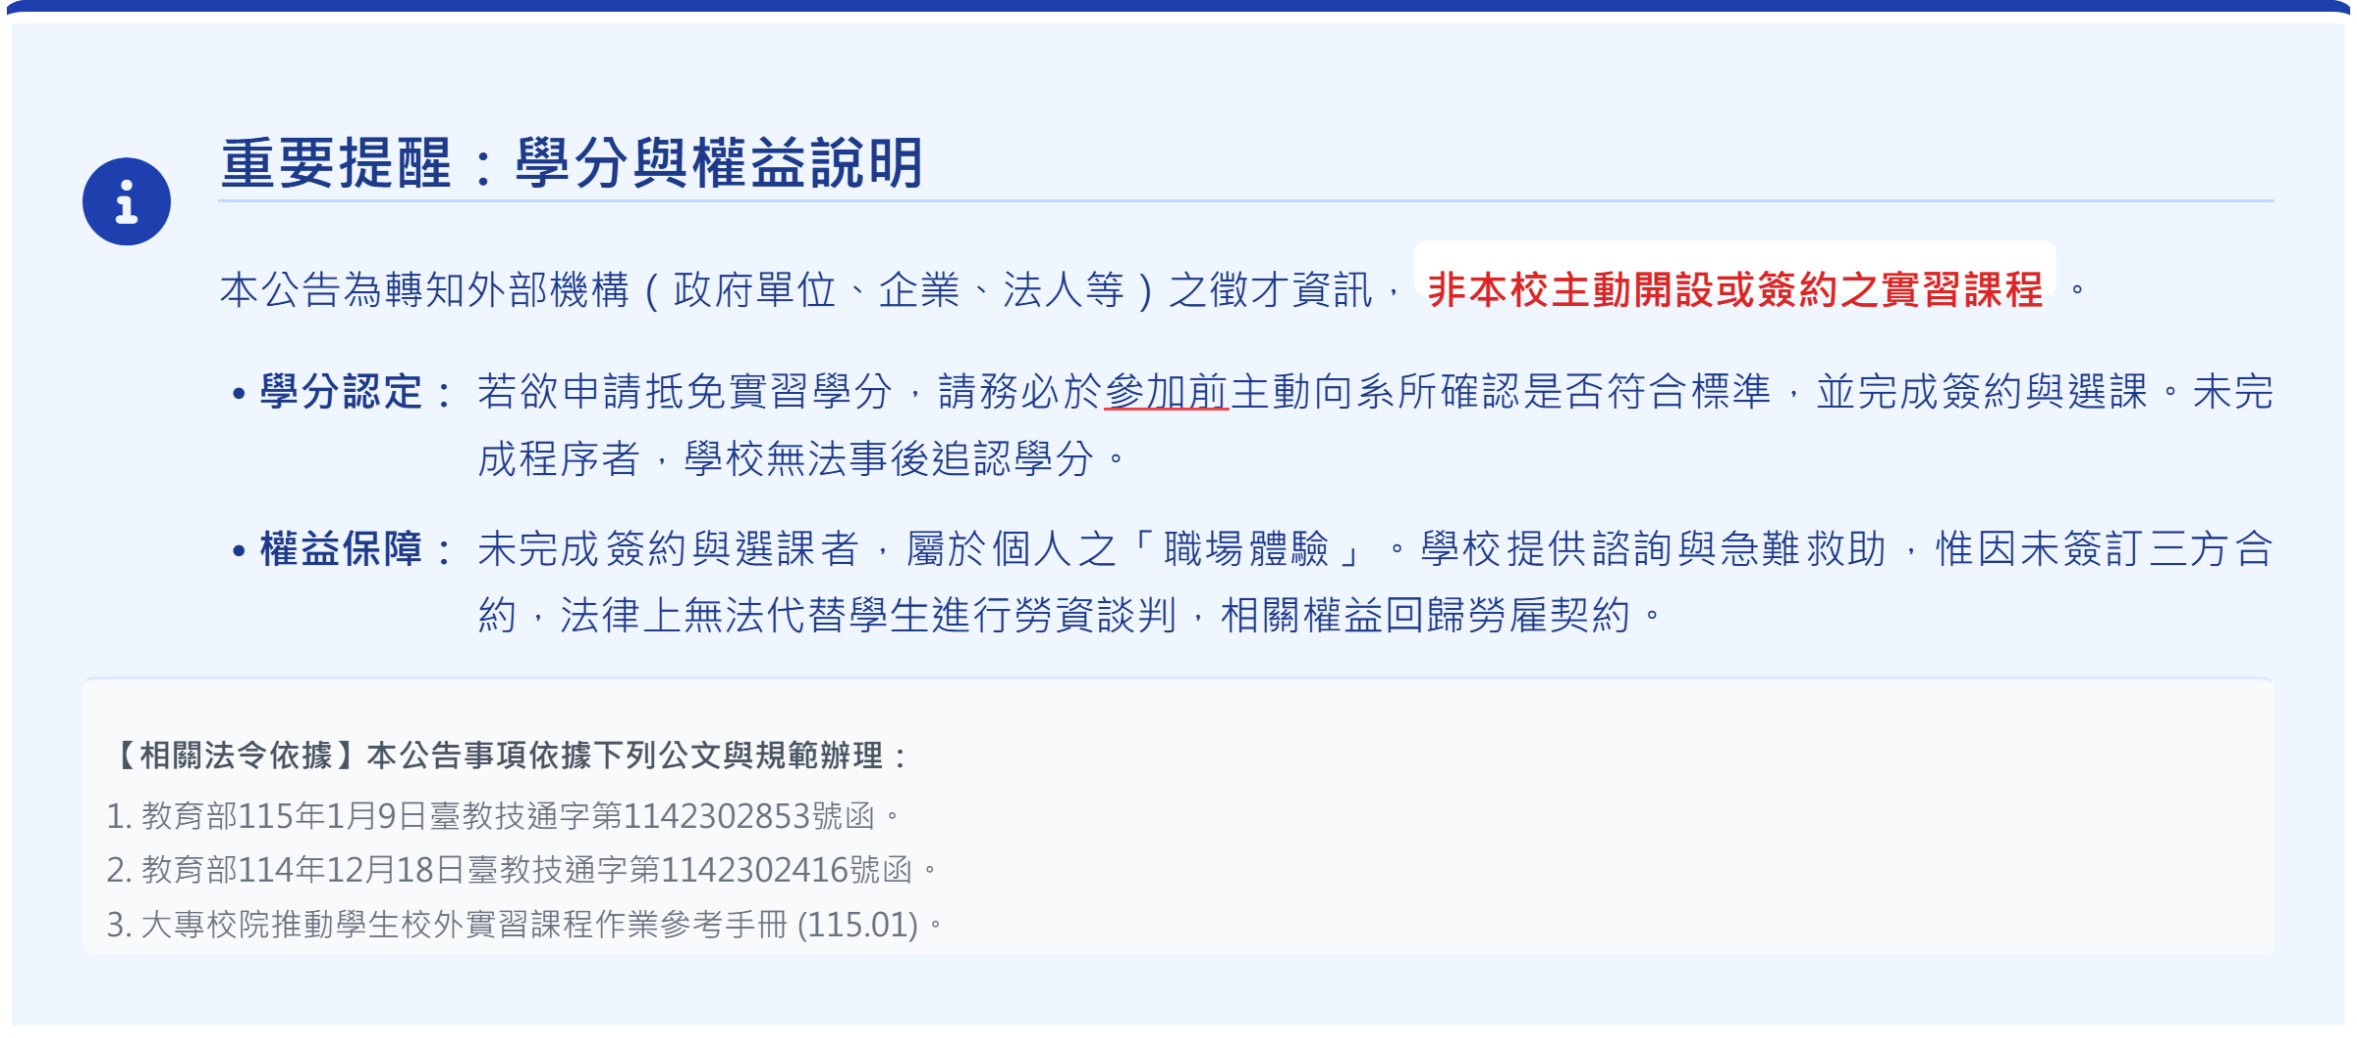 重要提醒：學分與權益說明
本公告為轉知外部機構（政府單位、企業、法人等）之徵才資訊，非本校主動開設或簽約之實習課程。
• 學分認定： 若欲申請抵免實習學分，請務必於參加前主動向系所確認是否符合標準，並完成簽約與選課。未完
成程序者，學校無法事後追認學分。
• 權益保障： 未完成簽約與選課者，屬於個人之「職場體驗」。學校提供諮詢與急難救助，惟因未簽訂三方合
約，法律上無法代替學生進行勞資談判，相關權益回歸勞雇契約。
【相關法令依據】本公告事項依據下列公文與規範辦理：
1. 教育部115年1月9日臺教技通字第1142302853號函。
2. 教育部114年12月18日臺教技通字第1142302416號函。
3. 大專校院推動學生校外實習課程作業參考手冊 (115.01)。